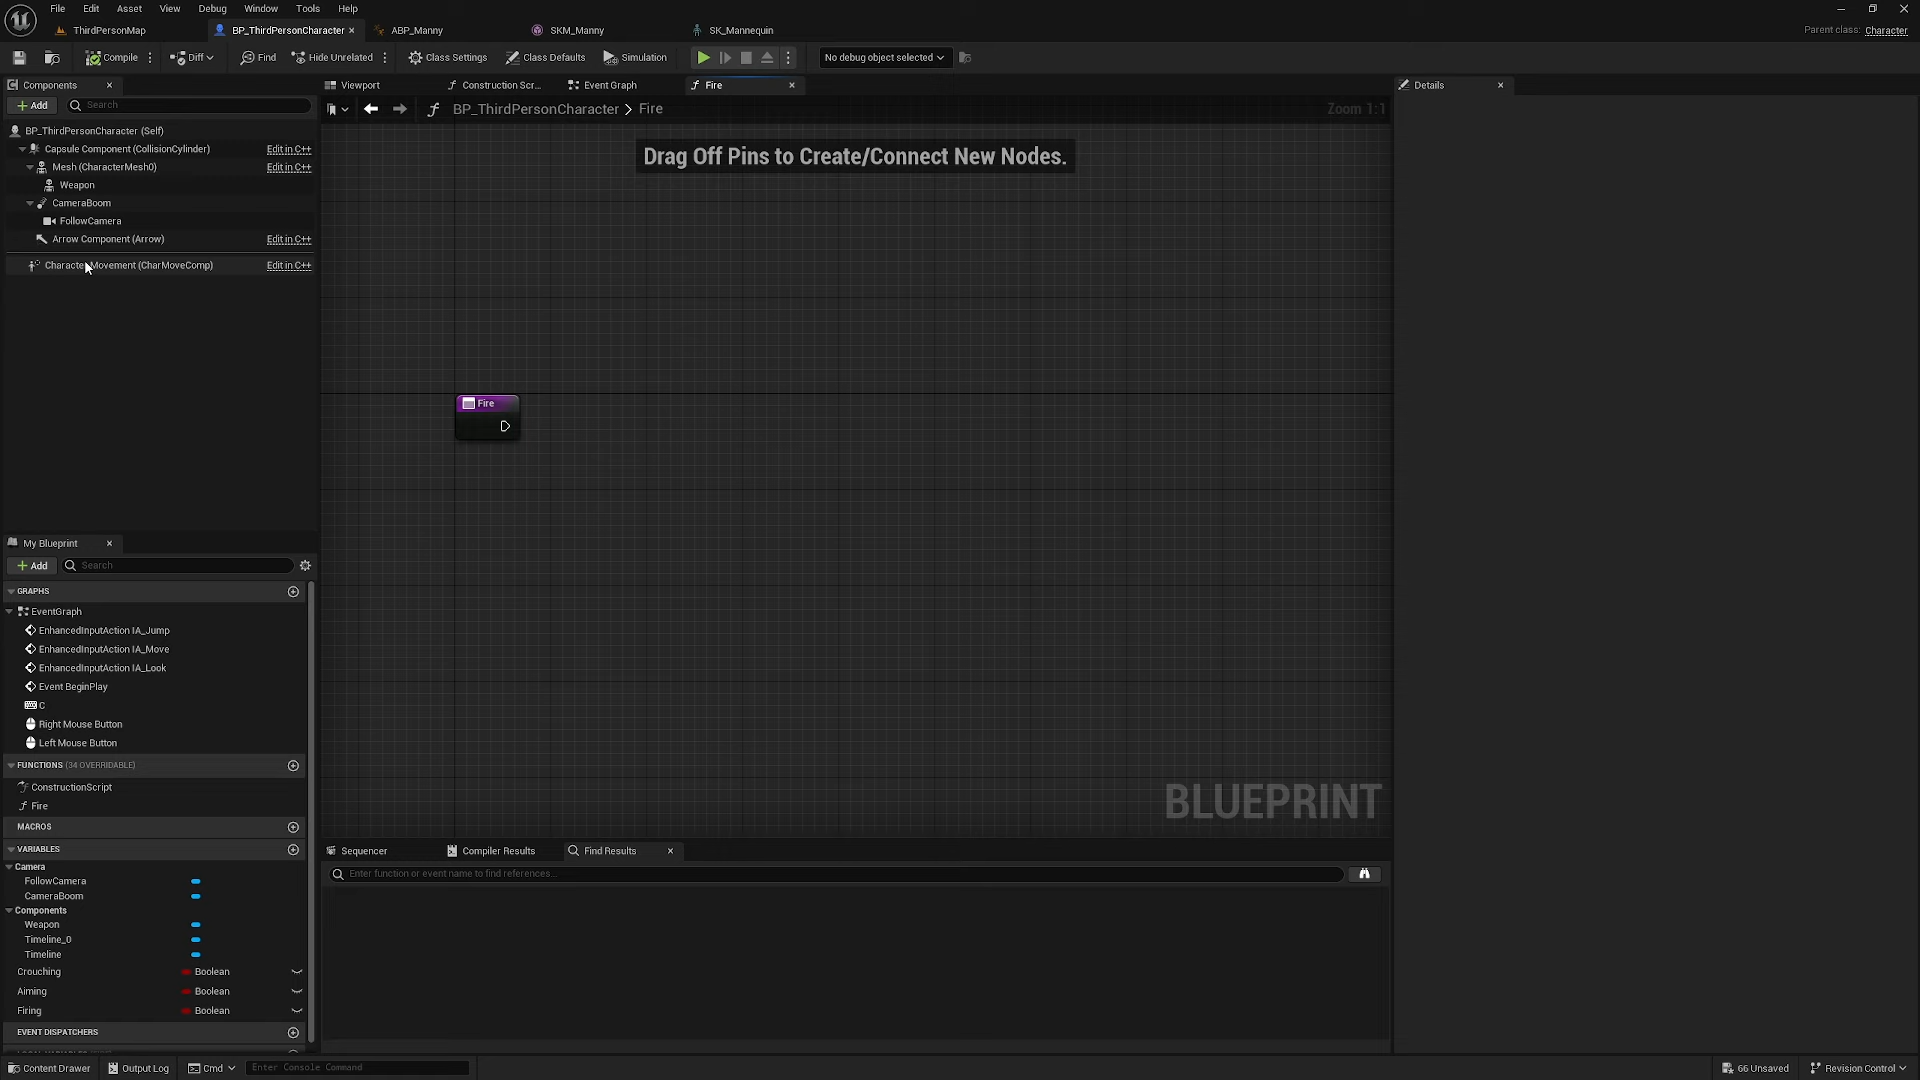 File Edit Asset View Debug Window Tools Help
ThirdPersonMap BP_ThirdPersonCharacter ABP_Manny SKM_Manny SK_Mannequin Parent class: Character
Compile Diff Find Hide Unrelated Class Settings Class Defaults Simulation No debug object selected
Components Viewport Construction Scr... Event Graph Fire Details
Add Search BP_ThirdPersonCharacter > Fire Zoom 1:1
BP_ThirdPersonCharacter (Self)
Capsule Component (CollisionCylinder) Edit in C++
Drag Off Pins to Create/Connect New Nodes.
Mesh (CharacterMesh0) Edit in C++
Weapon
CameraBoom
FollowCamera
Arrow Component (Arrow) Edit in C++
Character Movement (CharMoveComp) Edit in C++
Fire
My Blueprint
Add Search
GRAPHS
EventGraph
EnhancedInputAction IA_Jump
EnhancedInputAction IA_Move
EnhancedInputAction IA_Look
Event BeginPlay
C
Right Mouse Button
Left Mouse Button
FUNCTIONS (34 OVERRIDABLE)
ConstructionScript
Fire
BLUEPRINT
MACROS
VARIABLES
Sequencer Compiler Results Find Results
Camera
Enter function or event name to find references...
FollowCamera
CameraBoom
Components
Weapon
Timeline_0
Timeline
Crouching Boolean
Aiming Boolean
Firing Boolean
EVENT DISPATCHERS
Content Drawer Output Log Cmd Enter Console Command 66 Unsaved Revision Control